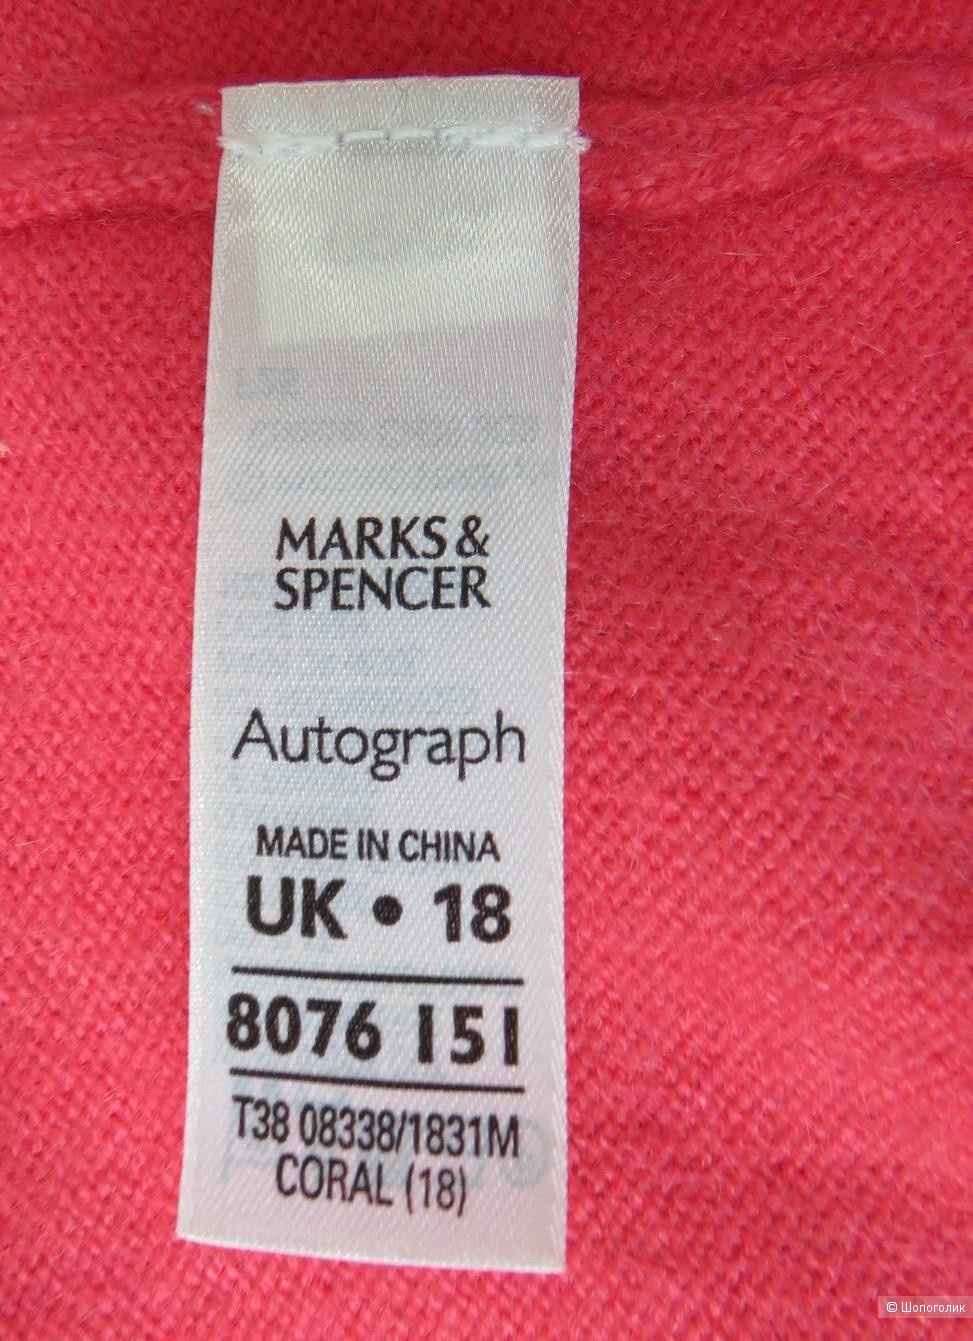 MARKS &
SPENCER
Autograph
MADE IN CHINA
UK • 18
8076 151
T38 08338/1831M
CORAL (18)
© Шопоголик